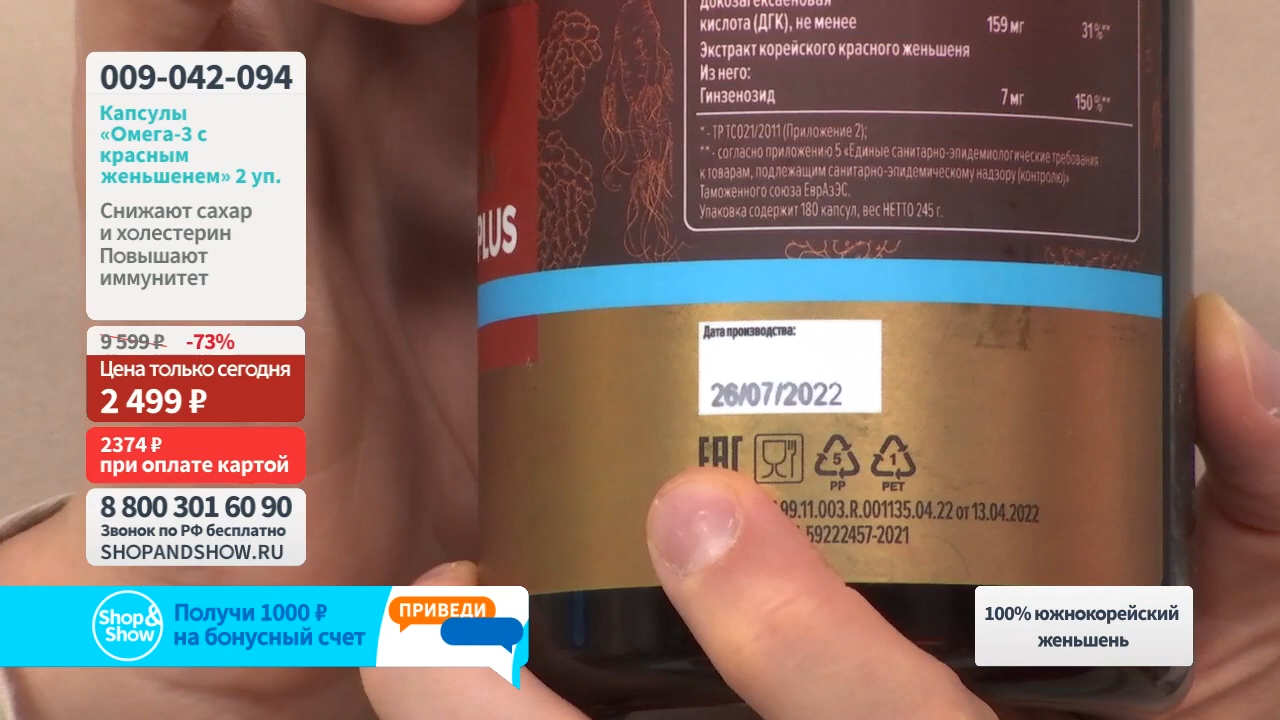 009-042-094
Капсулы
«Омега-3 с
красным
женьшенем» 2 уп.
Снижают сахар
и холестерин
Повышают
иммунитет
9 599 ₽ -73%
Цена только сегодня
2 499 ₽
2374 ₽
при оплате картой
8 800 301 60 90
Звонок по РФ бесплатно
SHOPANDSHOW.RU
Shop&
Show
Получи 1000 ₽
на бонусный счет
ПРИВЕДИ
100% южнокорейский
женьшень
PLUS
докозагексаеновая
кислота (ДГК), не менее 159 мг 31%**
Экстракт корейского красного женьшеня
Из него:
Гинзенозид 7 мг 150%**
* - ТР ТС021/2011 (Приложение 2);
** - согласно приложению 5 «Единые санитарно-эпидемиологические требования
к товарам, подлежащим санитарно-эпидемическому надзору (контролю)»
Таможенного союза ЕврАзЭС.
Упаковка содержит 180 капсул, вес НЕТТО 245 г.
Дата производства:
26/07/2022
ЕАС
5 1
PP PET
99.11.003.R.001135.04.22 от 13.04.2022
59222457-2021